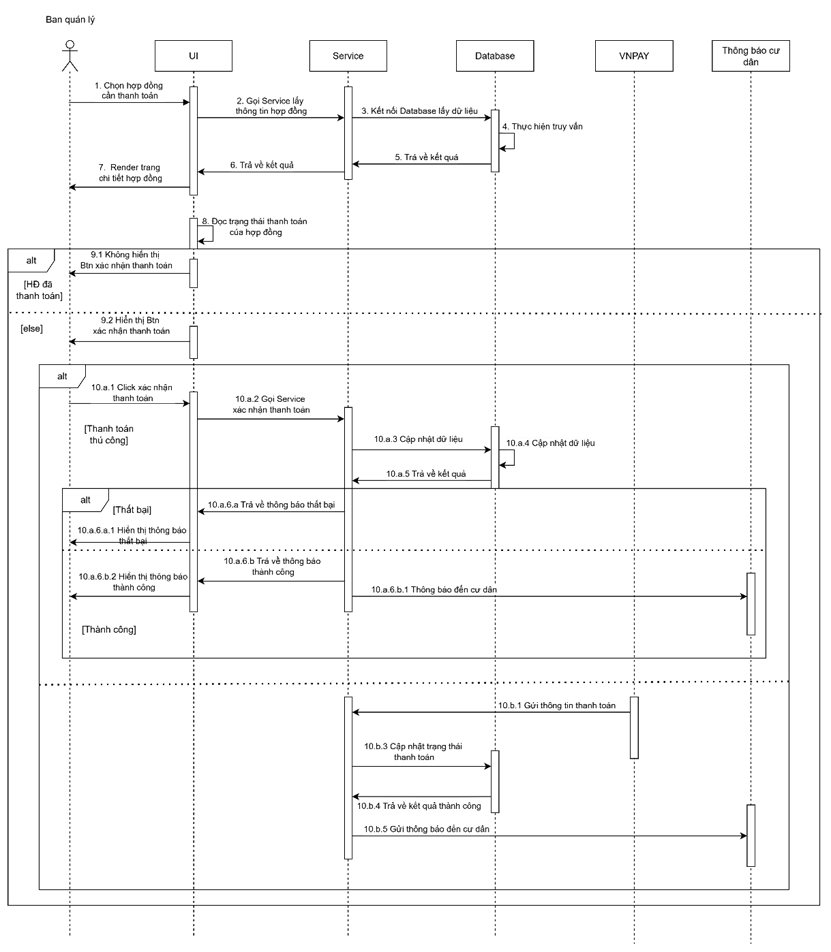 Ban quản lý
UI
Service
Database
VNPAY
Thông báo cư
dân
1. Chọn hợp đồng
cần thanh toán
2. Gọi Service lấy
thông tin hợp đồng
3. Kết nối Database lấy dữ liệu
4. Thực hiện truy vấn
5. Trả về kết quả
6. Trả về kết quả
7. Render trang
chi tiết hợp đồng
8. Đọc trạng thái thanh toán
của hợp đồng
alt
9.1 Không hiển thị
Btn xác nhận thanh toán
[HĐ đã
thanh toán]
[else]
9.2 Hiển thị Btn
xác nhận thanh toán
alt
10.a.1 Click xác nhận
thanh toán
10.a.2 Gọi Service
xác nhận thanh toán
[Thanh toán
thủ công]
10.a.3 Cập nhật dữ liệu
10.a.4 Cập nhật dữ liệu
10.a.5 Trả về kết quả
alt
[Thất bại]
10.a.6.a Trả về thông báo thất bại
10.a.6.a.1 Hiển thị thông báo
thất bại
10.a.6.b Trả về thông báo
thành công
10.a.6.b.2 Hiển thị thông báo
thành công
10.a.6.b.1 Thông báo đến cư dân
[Thành công]
10.b.1 Gửi thông tin thanh toán
10.b.3 Cập nhật trạng thái
thanh toán
10.b.4 Trả về kết quả thành công
10.b.5 Gửi thông báo đến cư dân